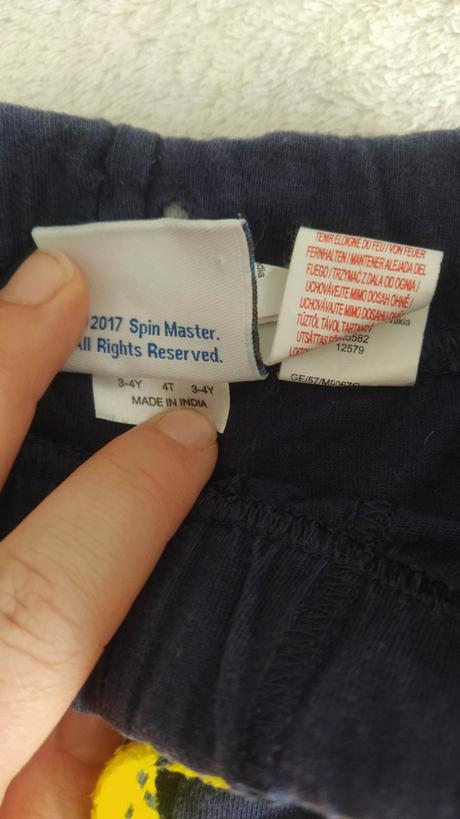 2017 Spin Master.
All Rights Reserved.
3-4Y 4T 3-4Y
MADE IN INDIA
TENIR ÉLOIGNÉ DU FEU / VON FEUER
FERNHALTEN / MANTENER ALEJADA DEL
FUEGO / TRZYMAĆ Z DALA OD OGNIA /
UCHOVÁVEJTE MIMO DOSAH OHNĚ /
UCHOVÁVAJTE MIMO DOSAHU OHŇA
TŰZTŐL TÁVOL TARTANDÓ
12579